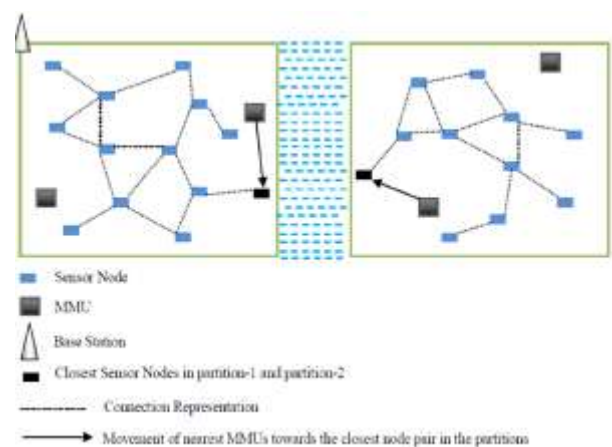 Sensor Node
MMU
Base Station
Closest Sensor Nodes in partition-1 and partition-2
Connection Representation
Movement of nearest MMUs towards the closest node pair in the partitions